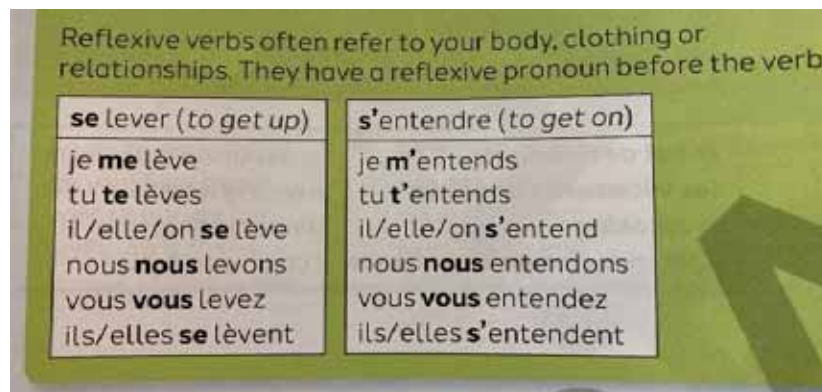 Reflexive verbs often refer to your body, clothing or
relationships. They have a reflexive pronoun before the verb
se lever (to get up)
je me lève
tu te lèves
il/elle/on se lève
nous nous levons
vous vous levez
ils/elles se lèvent
s'entendre (to get on)
je m'entends
tu t'entends
il/elle/on s'entend
nous nous entendons
vous vous entendez
ils/elles s'entendent